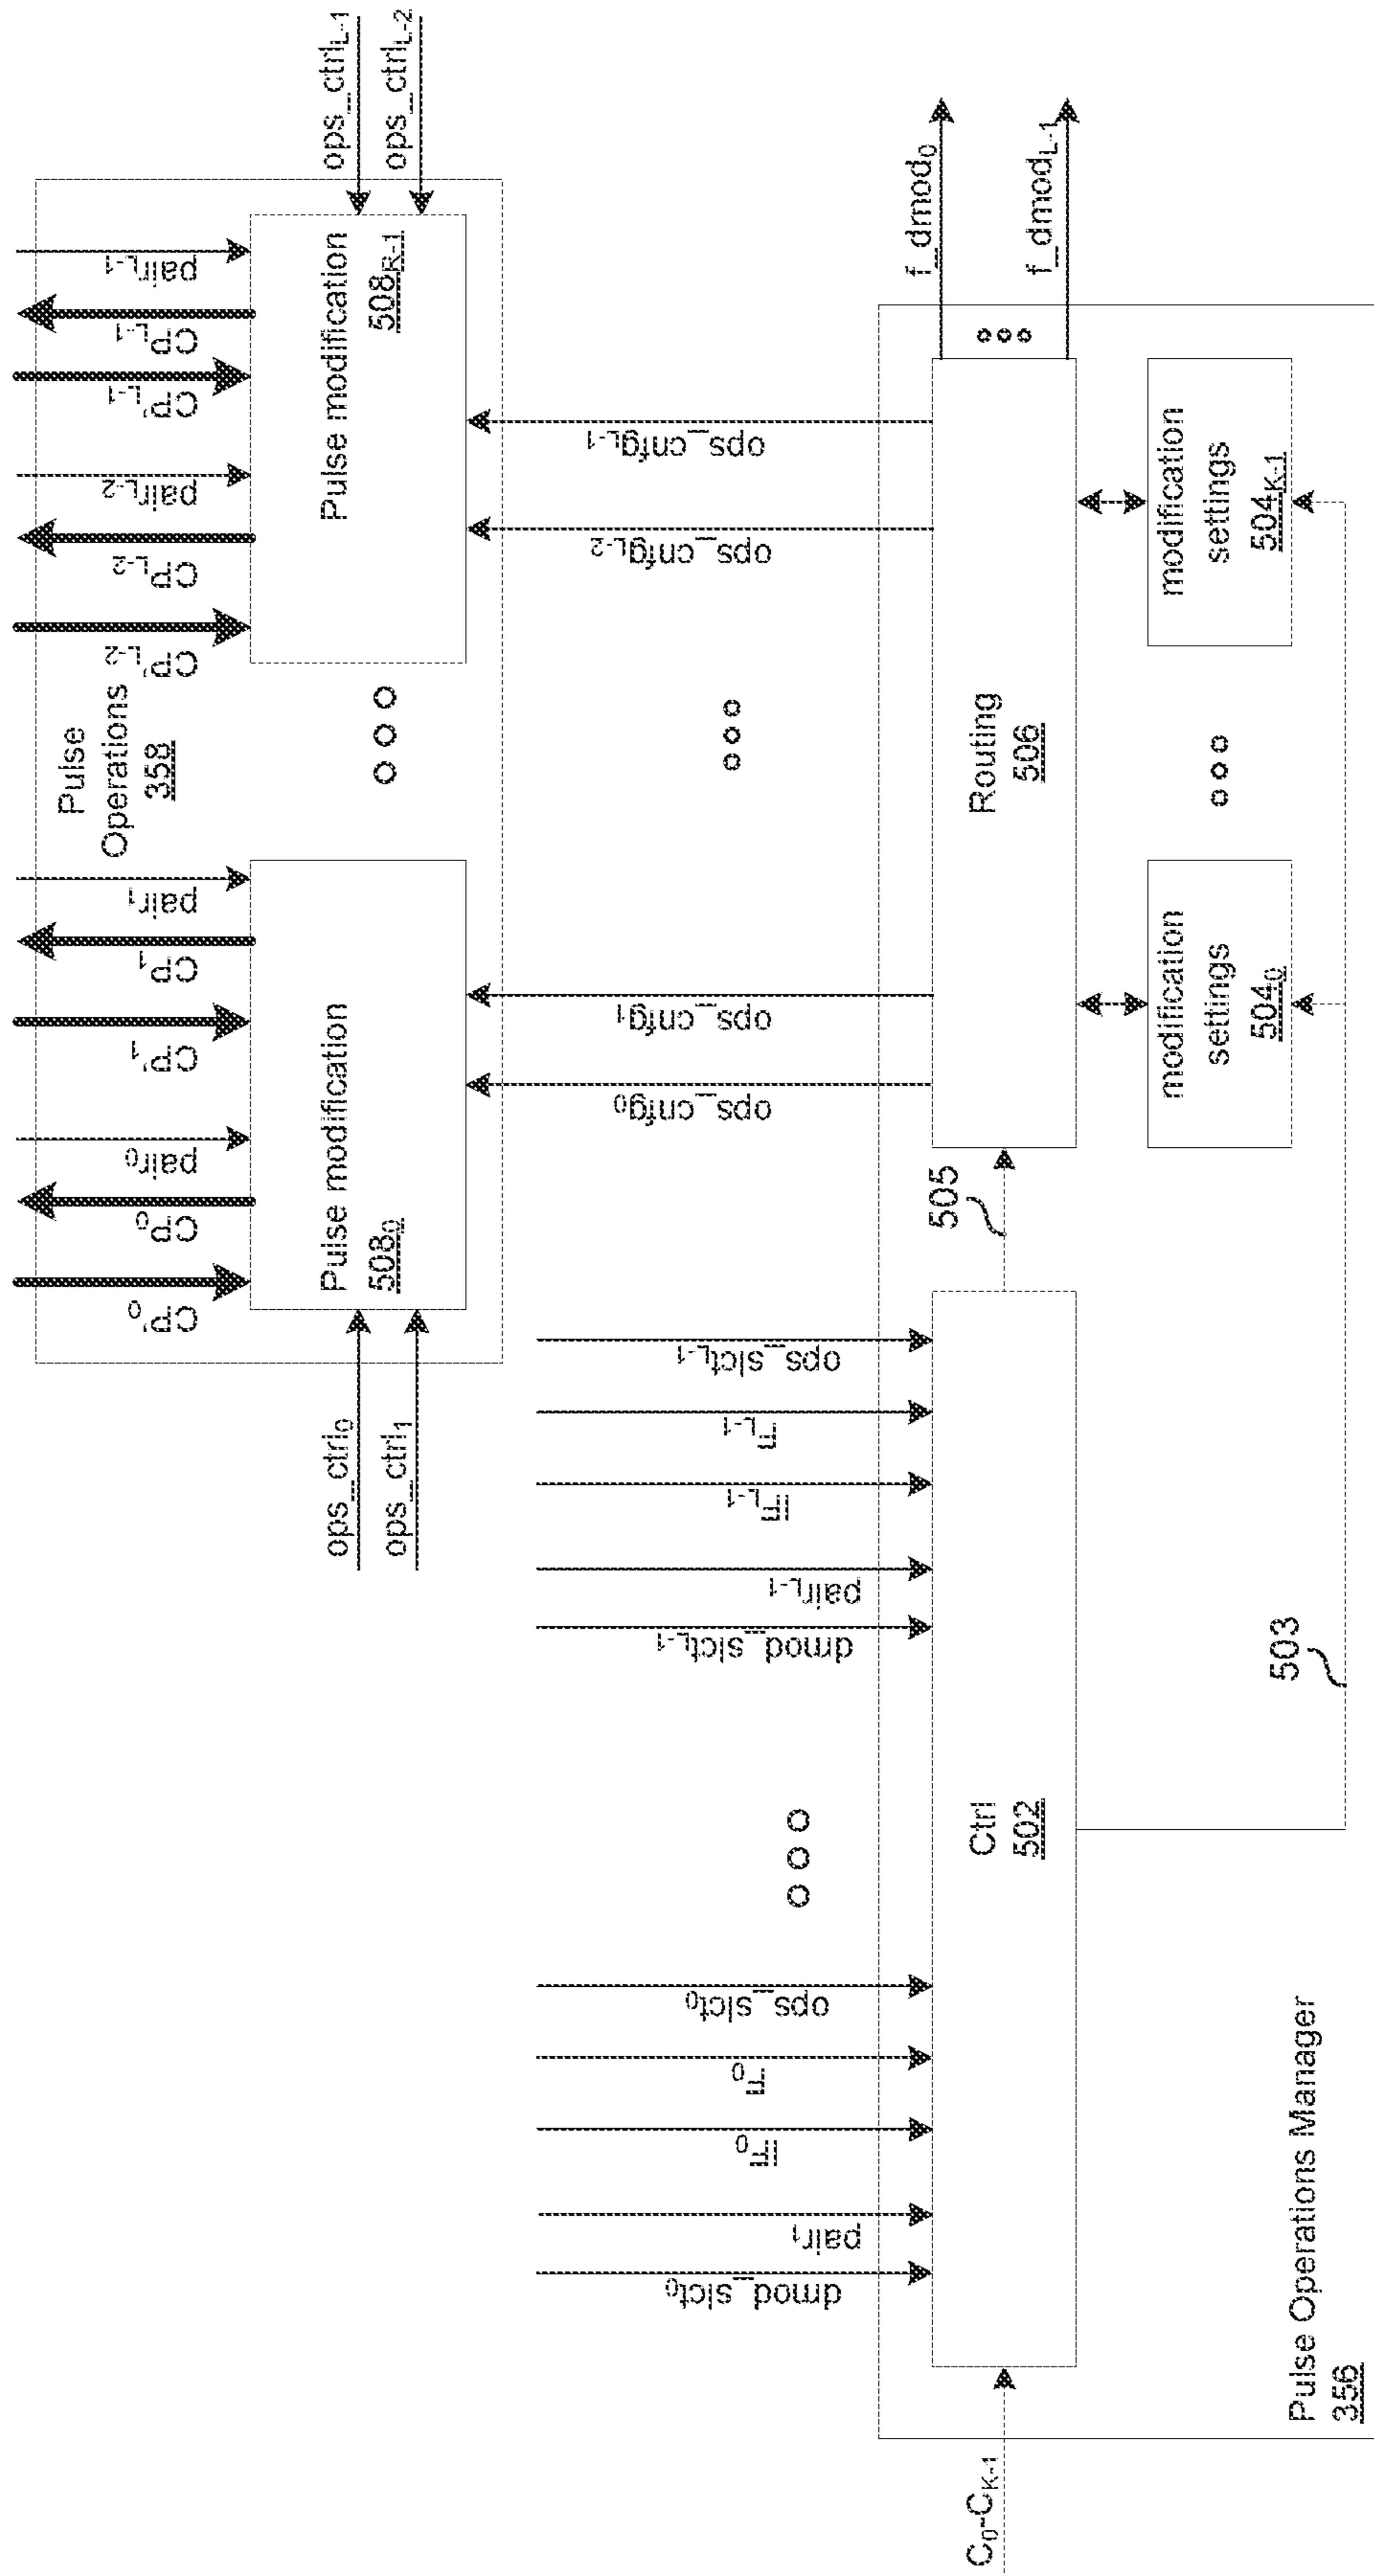 Pulse
Operations
358
CP'₀
CP₀
pair₀
CP'₁
CP₁
pair₁
CP'L-2
CPL-2
pairL-2
CP'L-1
CPL-1
pairL-1
ops_ctrl₀
ops_ctrl₁
Pulse modification
508₀
Pulse modification
508R-1
ops_ctrlL-1
ops_ctrlL-2
ops_cnfg₀
ops_cnfg₁
ops_cnfgL-2
ops_cnfgL-1
dmod_slct₀
pair₁
IF₀
F₀
ops_slct₀
dmod_slctL-1
pairL-1
IFL-1
FL-1
ops_slctL-1
C₀-CK-1
Ctrl
502
505
Routing
506
f_dmod₀
f_dmodL-1
503
modification
settings
504₀
modification
settings
504K-1
Pulse Operations Manager
356